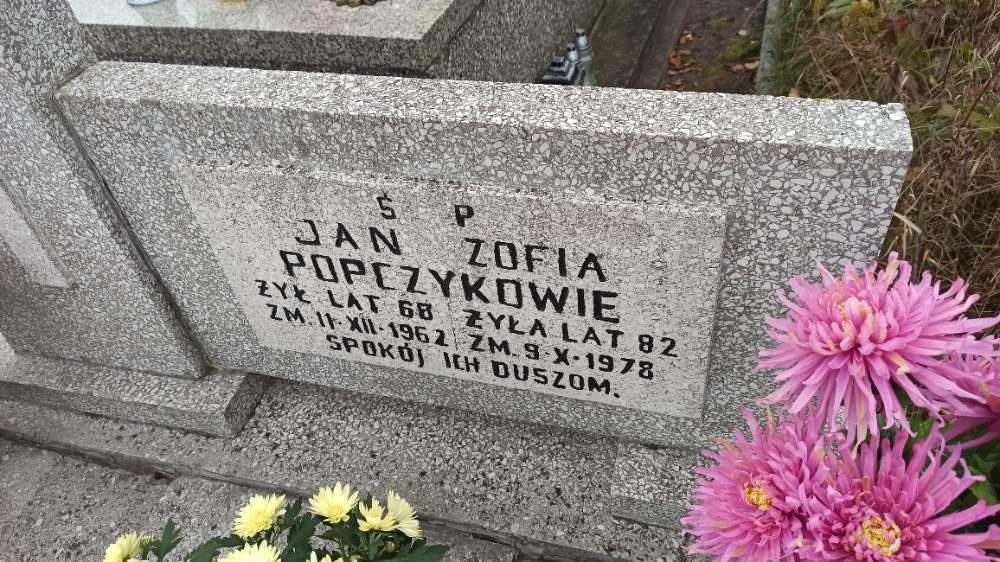 Ś P
JAN ZOFIA
POPCZYKOWIE
ŻYŁ LAT 68 ŻYŁA LAT 82
ZM. 11·XII·1962 ZM. 9·X·1978
SPOKÓJ ICH DUSZOM.